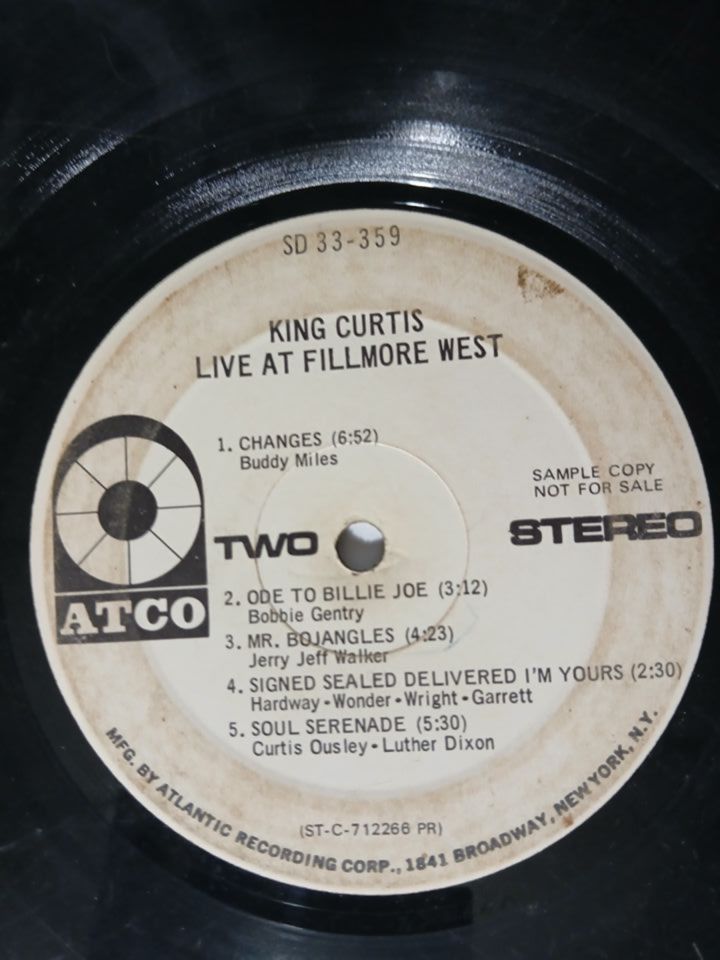 SD 33-359
KING CURTIS
LIVE AT FILLMORE WEST
1. CHANGES (6:52)
Buddy Miles
SAMPLE COPY
NOT FOR SALE
TWO
STEREO
ATCO
2. ODE TO BILLIE JOE (3:12)
Bobbie Gentry
3. MR. BOJANGLES (4:23)
Jerry Jeff Walker
4. SIGNED SEALED DELIVERED I'M YOURS (2:30)
Hardway-Wonder-Wright-Garrett
5. SOUL SERENADE (5:30)
Curtis Ousley-Luther Dixon
(ST-C-712266 PR)
MFG. BY ATLANTIC RECORDING CORP., 1841 BROADWAY, NEW YORK, N.Y.